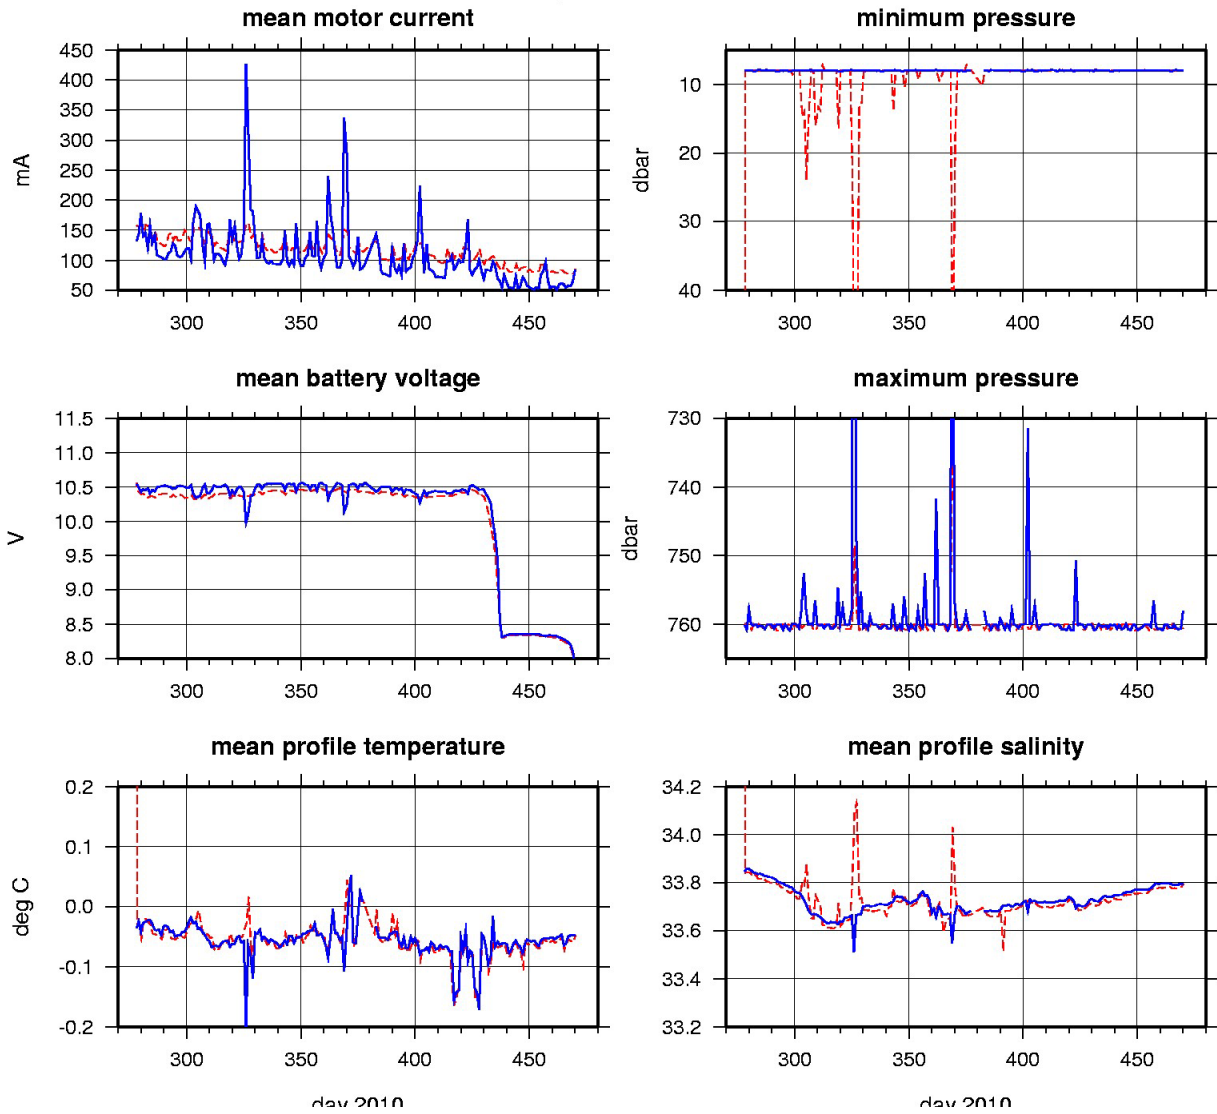 mean motor current
450
400
350
300
250
200
150
100
50
mA
300 350 400 450
minimum pressure
10
20
30
40
dbar
300 350 400 450
mean battery voltage
11.5
11.0
10.5
10.0
9.5
9.0
8.5
8.0
V
300 350 400 450
maximum pressure
730
740
750
760
dbar
300 350 400 450
mean profile temperature
0.2
0.1
0.0
-0.1
-0.2
deg C
300 350 400 450
day 2010
mean profile salinity
34.2
34.0
33.8
33.6
33.4
33.2
300 350 400 450
day 2010